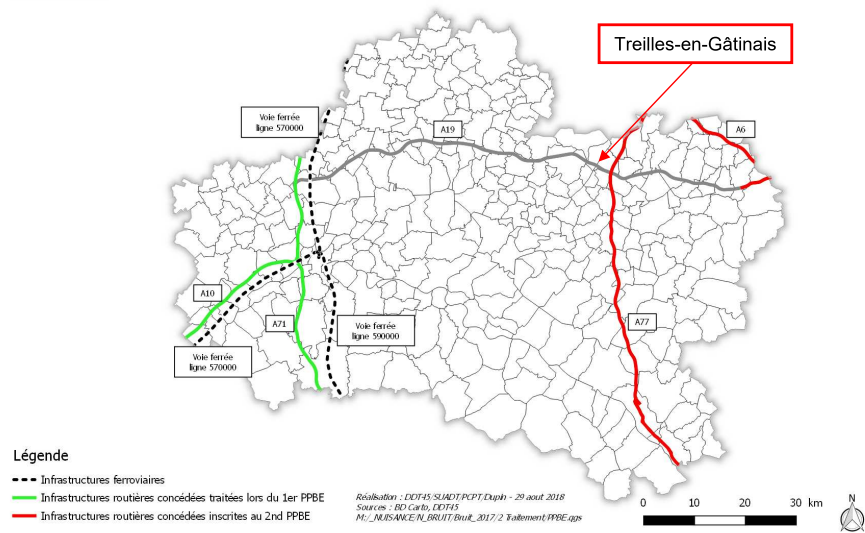 Treilles-en-Gâtinais
Voie ferrée
ligne 570000
A19
A6
A10
A71
Voie ferrée
ligne 590000
A77
Voie ferrée
ligne 570000
Légende
Infrastructures ferroviaires
Infrastructures routières concédées traitées lors du 1er PPBE
Infrastructures routières concédées inscrites au 2nd PPBE
Réalisation : DDT45/SUADT/PCPT/Dupin - 29 aout 2018
Sources : BD Carto, DDT45
M:/_NUISANCE/N_BRUIT/Bruit_2017/2 Traitement/PPBE.qgs
0 10 20 30 km
N